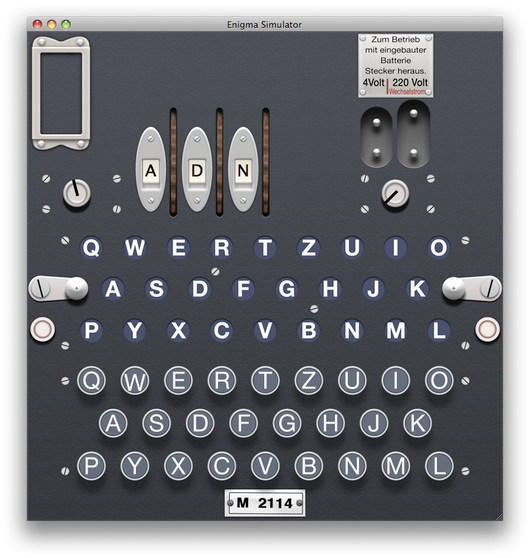 Enigma Simulator
Zum Betrieb
mit eingebauter
Batterie
Stecker heraus.
4Volt 220 Volt
Wechselstrom
A D N
Q W E R T Z U I O
A S D F G H J K
P Y X C V B N M L
Q W E R T Z U I O
A S D F G H J K
P Y X C V B N M L
M 2114